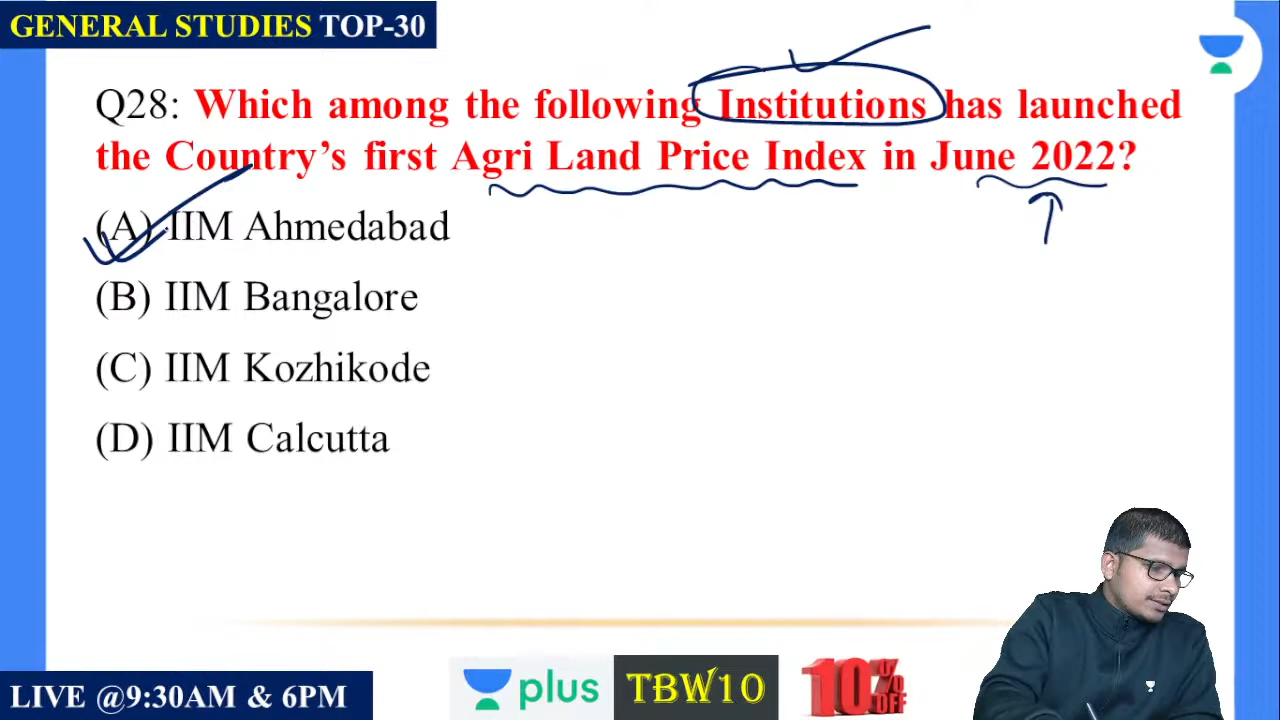 GENERAL STUDIES TOP-30
Q28: Which among the following Institutions has launched
the Country’s first Agri Land Price Index in June 2022?
(A) IIM Ahmedabad
(B) IIM Bangalore
(C) IIM Kozhikode
(D) IIM Calcutta
LIVE @9:30AM & 6PM
plus
TBW10
10% OFF